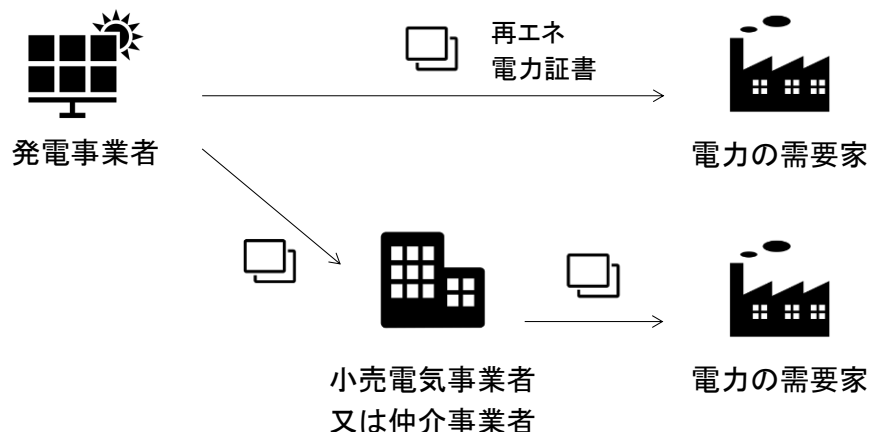 再エネ
電力証書
発電事業者
電力の需要家
小売電気事業者
又は仲介事業者
電力の需要家